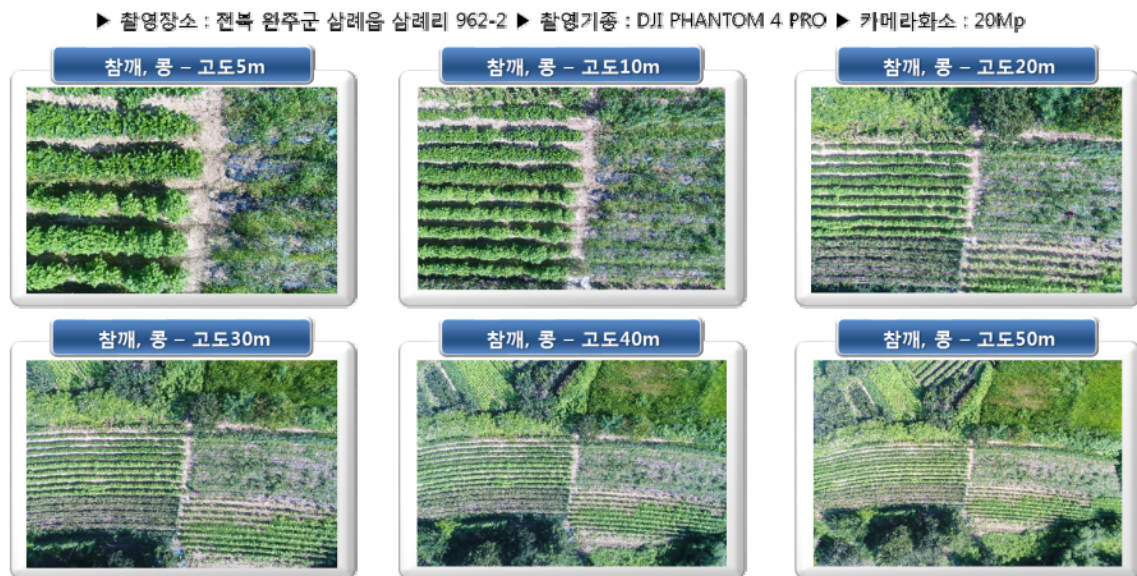 ▶ 촬영장소 : 전북 완주군 삼례읍 삼례리 962-2 ▶ 촬영기종 : DJI PHANTOM 4 PRO ▶ 카메라화소 : 20Mp
참깨, 콩 – 고도5m
참깨, 콩 – 고도10m
참깨, 콩 – 고도20m
참깨, 콩 – 고도30m
참깨, 콩 – 고도40m
참깨, 콩 – 고도50m